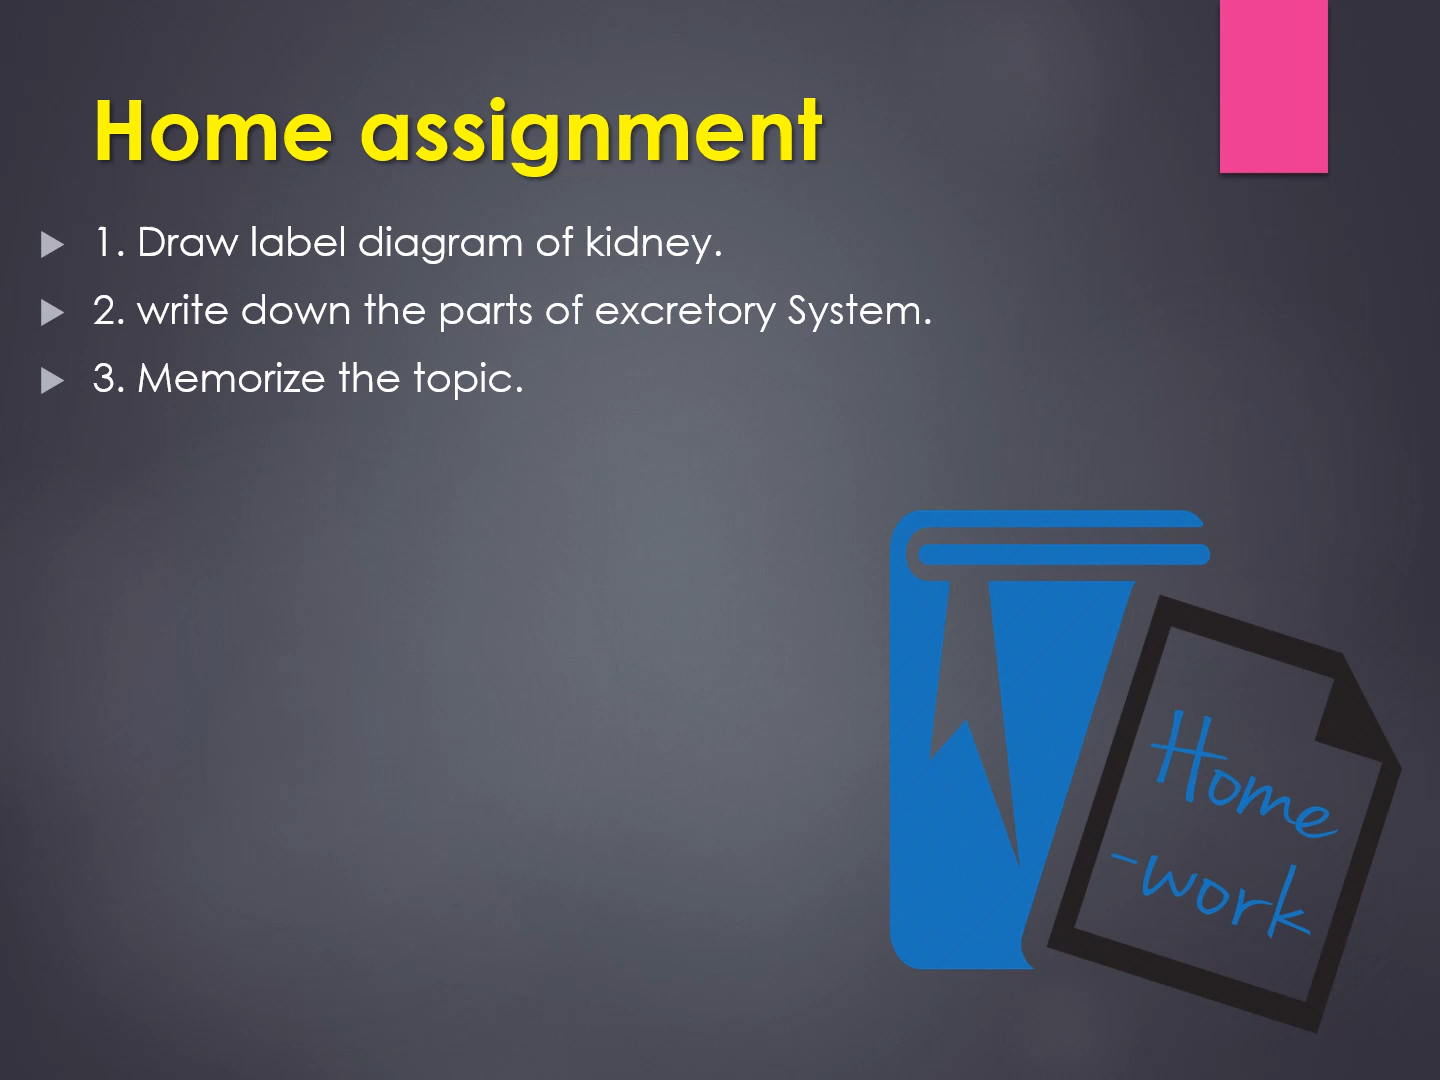 Home assignment
1. Draw label diagram of kidney.
2. write down the parts of excretory System.
3. Memorize the topic.
Home
-work